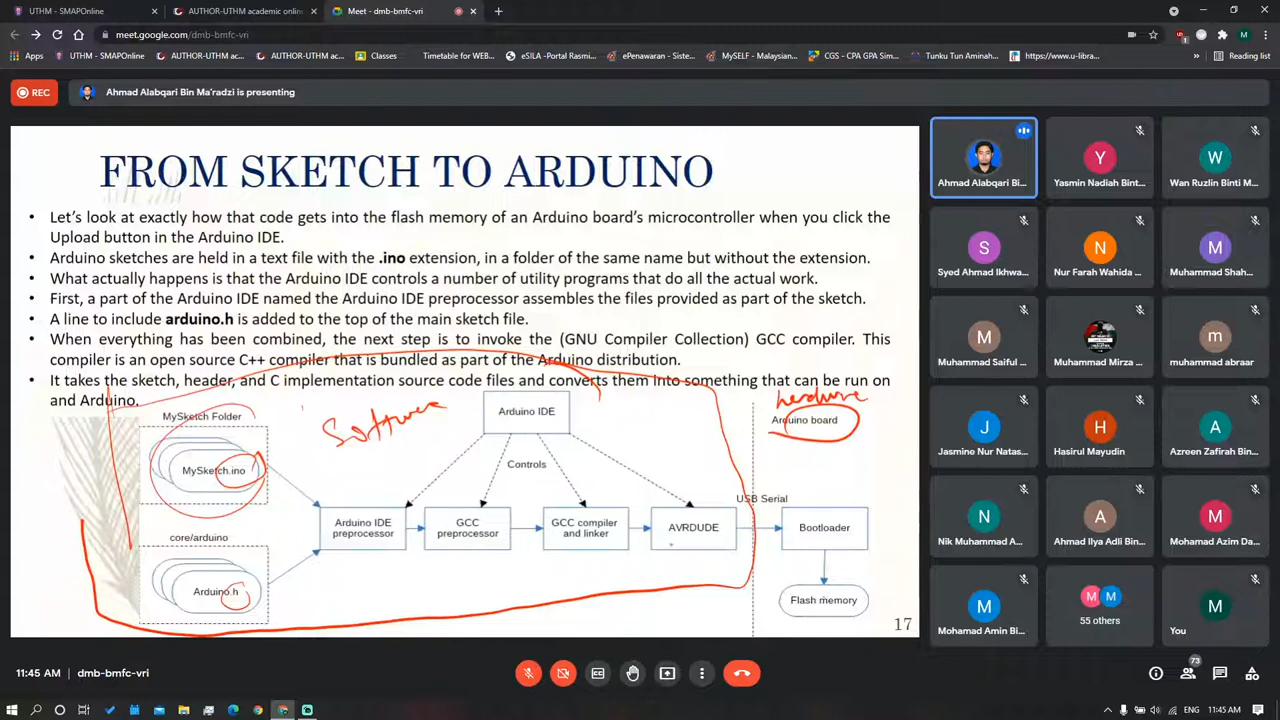 UTHM - SMAPOnline
AUTHOR-UTHM academic online
Meet - dmb-bmfc-vri
meet.google.com/dmb-bmfc-vri
Apps
UTHM - SMAPOnline
AUTHOR-UTHM ac...
AUTHOR-UTHM ac...
Classes
Timetable for WEB...
eSILA -Portal Rasmi...
ePenawaran - Siste...
MySELF - Malaysian...
CGS - CPA GPA Sim...
Tunku Tun Aminah...
https://www.u-libra...
»
Reading list
REC
Ahmad Alabqari Bin Ma'radzi is presenting
FROM SKETCH TO ARDUINO
• Let's look at exactly how that code gets into the flash memory of an Arduino board's microcontroller when you click the
Upload button in the Arduino IDE.
• Arduino sketches are held in a text file with the .ino extension, in a folder of the same name but without the extension.
• What actually happens is that the Arduino IDE controls a number of utility programs that do all the actual work.
• First, a part of the Arduino IDE named the Arduino IDE preprocessor assembles the files provided as part of the sketch.
• A line to include arduino.h is added to the top of the main sketch file.
• When everything has been combined, the next step is to invoke the (GNU Compiler Collection) GCC compiler. This
compiler is an open source C++ compiler that is bundled as part of the Arduino distribution.
• It takes the sketch, header, and C implementation source code files and converts them into something that can be run on
and Arduino.
MySketch Folder
Software
Arduino IDE
hardware
Arduino board
MySketch.ino
Controls
USB Serial
core/arduino
Arduino IDE
preprocessor
GCC
preprocessor
GCC compiler
and linker
AVRDUDE
Bootloader
Arduino.h
Flash memory
17
Ahmad Alabqari Bi...
Y
Yasmin Nadiah Bint...
W
Wan Ruzlin Binti M...
S
Syed Ahmad Ikhwa...
N
Nur Farah Wahida ...
M
Muhammad Shah...
M
Muhammad Saiful ...
Muhammad Mirza ...
m
muhammad abraar
J
Jasmine Nur Natas...
H
Hasirul Mayudin
A
Azreen Zafirah Bin...
N
Nik Muhammad A...
A
Ahmad Ilya Adli Bin...
M
Mohamad Azim Da...
M
Mohamad Amin Bi...
M M
55 others
M
You
11:45 AM
dmb-bmfc-vri
73
ENG
11:45 AM